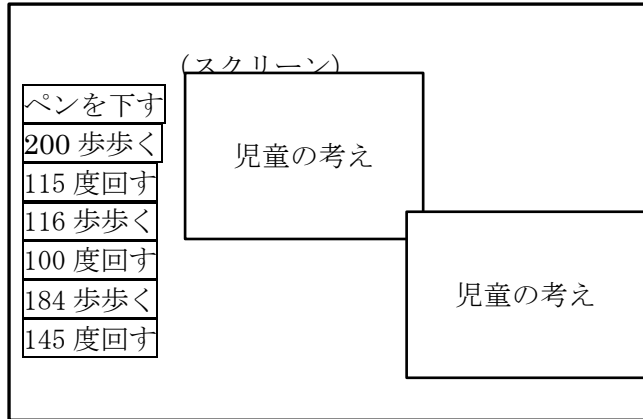 （スクリーン）
ペンを下す
200 歩歩く
115 度回す
116 歩歩く
100 度回す
184 歩歩く
145 度回す
児童の考え
児童の考え